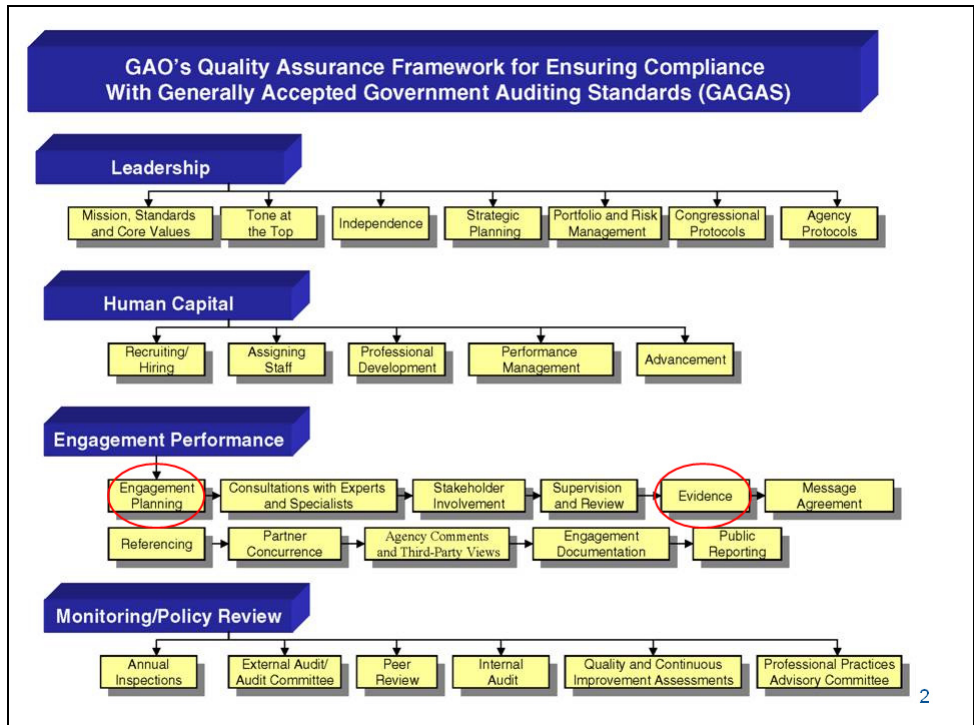 GAO's Quality Assurance Framework for Ensuring Compliance
With Generally Accepted Government Auditing Standards (GAGAS)
Leadership
Mission, Standards
and Core Values
Tone at
the Top
Independence
Strategic
Planning
Portfolio and Risk
Management
Congressional
Protocols
Agency
Protocols
Human Capital
Recruiting/
Hiring
Assigning
Staff
Professional
Development
Performance
Management
Advancement
Engagement Performance
Engagement
Planning
Consultations with Experts
and Specialists
Stakeholder
Involvement
Supervision
and Review
Evidence
Message
Agreement
Referencing
Partner
Concurrence
Agency Comments
and Third-Party Views
Engagement
Documentation
Public
Reporting
Monitoring/Policy Review
Annual
Inspections
External Audit/
Audit Committee
Peer
Review
Internal
Audit
Quality and Continuous
Improvement Assessments
Professional Practices
Advisory Committee
2